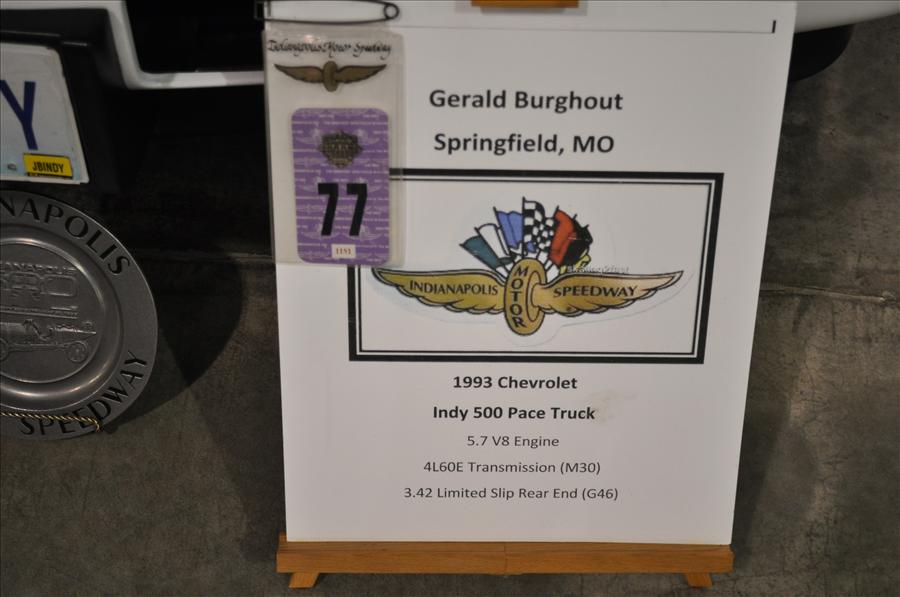 Indianapolis Motor Speedway
77
1151
Gerald Burghout
Springfield, MO
INDIANAPOLIS MOTOR SPEEDWAY
1993 Chevrolet
Indy 500 Pace Truck
5.7 V8 Engine
4L60E Transmission (M30)
3.42 Limited Slip Rear End (G46)
Y
JBINDY
NAPOLIS
SPEEDWAY